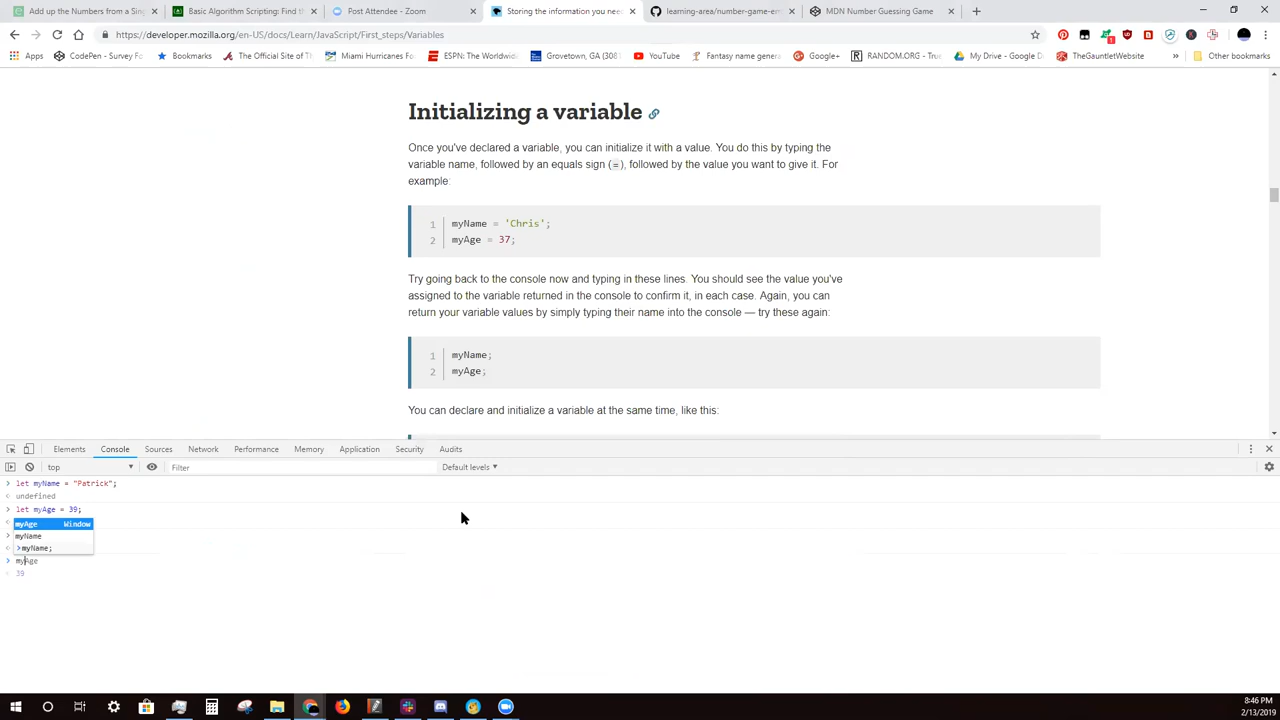 Add up the Numbers from a Sin
Basic Algorithm Scripting: Find th
Post Attendee - Zoom
Storing the information you nee
learning-area/number-game-err
MDN Number Guessing Game
https://developer.mozilla.org/en-US/docs/Learn/JavaScript/First_steps/Variables
Apps
CodePen - Survey Fo
Bookmarks
The Official Site of Th
Miami Hurricanes Foo
ESPN: The Worldwide
Grovetown, GA (3081
YouTube
Fantasy name genera
Google+
RANDOM.ORG - True
My Drive - Google D
TheGauntletWebsite
»
Other bookmarks
Initializing a variable
Once you've declared a variable, you can initialize it with a value. You do this by typing the
variable name, followed by an equals sign (=), followed by the value you want to give it. For
example:
1 myName = 'Chris';
2 myAge = 37;
Try going back to the console now and typing in these lines. You should see the value you've
assigned to the variable returned in the console to confirm it, in each case. Again, you can
return your variable values by simply typing their name into the console — try these again:
1 myName;
2 myAge;
You can declare and initialize a variable at the same time, like this:
Elements Console Sources Network Performance Memory Application Security Audits
top Filter Default levels
let myName = "Patrick";
undefined
let myAge = 39;
myAge Window
myName
>myName;
myAge
39
8:46 PM
2/13/2019